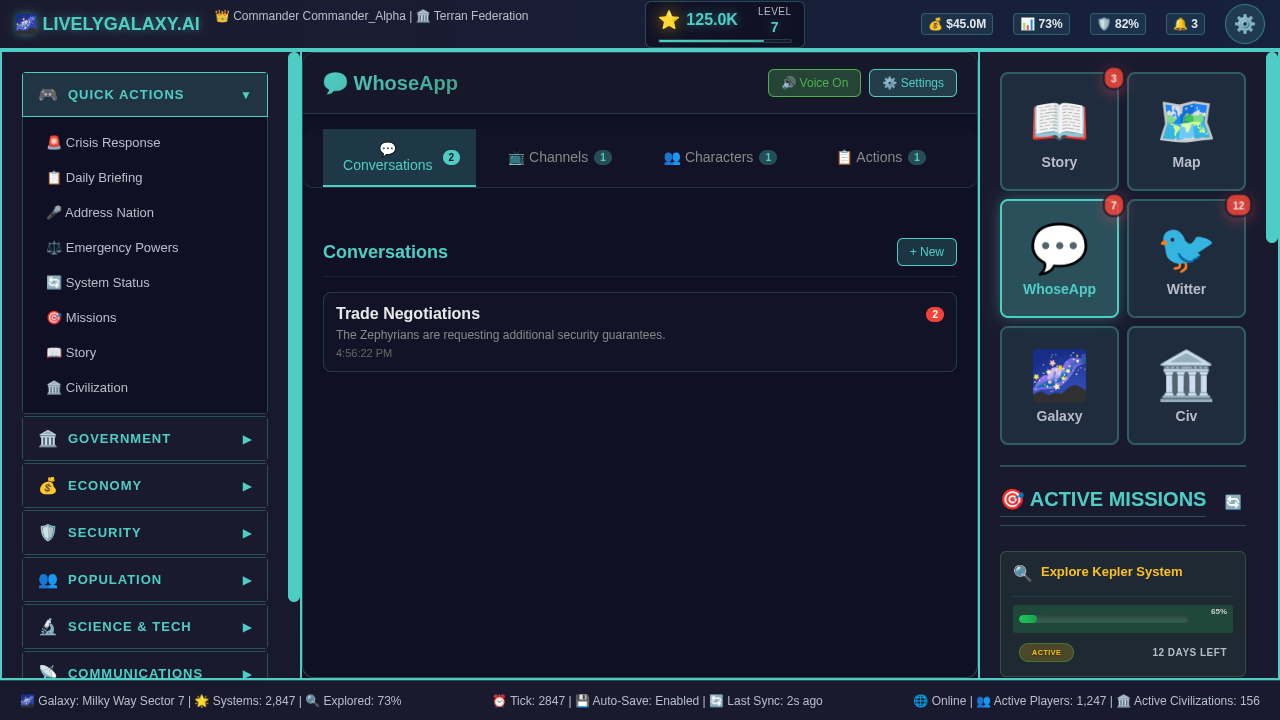 LIVELYGALAXY.AI
Commander Commander_Alpha | Terran Federation
125.0K
LEVEL
7
$45.0M
73%
82%
3
QUICK ACTIONS ▼
Crisis Response
Daily Briefing
Address Nation
Emergency Powers
System Status
Missions
Story
Civilization
GOVERNMENT ▶
ECONOMY ▶
SECURITY ▶
POPULATION ▶
SCIENCE & TECH ▶
COMMUNICATIONS ▶
WhoseApp
Voice On
Settings
Conversations 2
Channels 1
Characters 1
Actions 1
Conversations
+ New
Trade Negotiations 2
The Zephyrians are requesting additional security guarantees.
4:56:22 PM
3
Story
Map
7
WhoseApp
12
Witter
Galaxy
Civ
ACTIVE MISSIONS
Explore Kepler System
65%
ACTIVE
12 DAYS LEFT
Galaxy: Milky Way Sector 7 | Systems: 2,847 | Explored: 73%
Tick: 2847 | Auto-Save: Enabled | Last Sync: 2s ago
Online | Active Players: 1,247 | Active Civilizations: 156